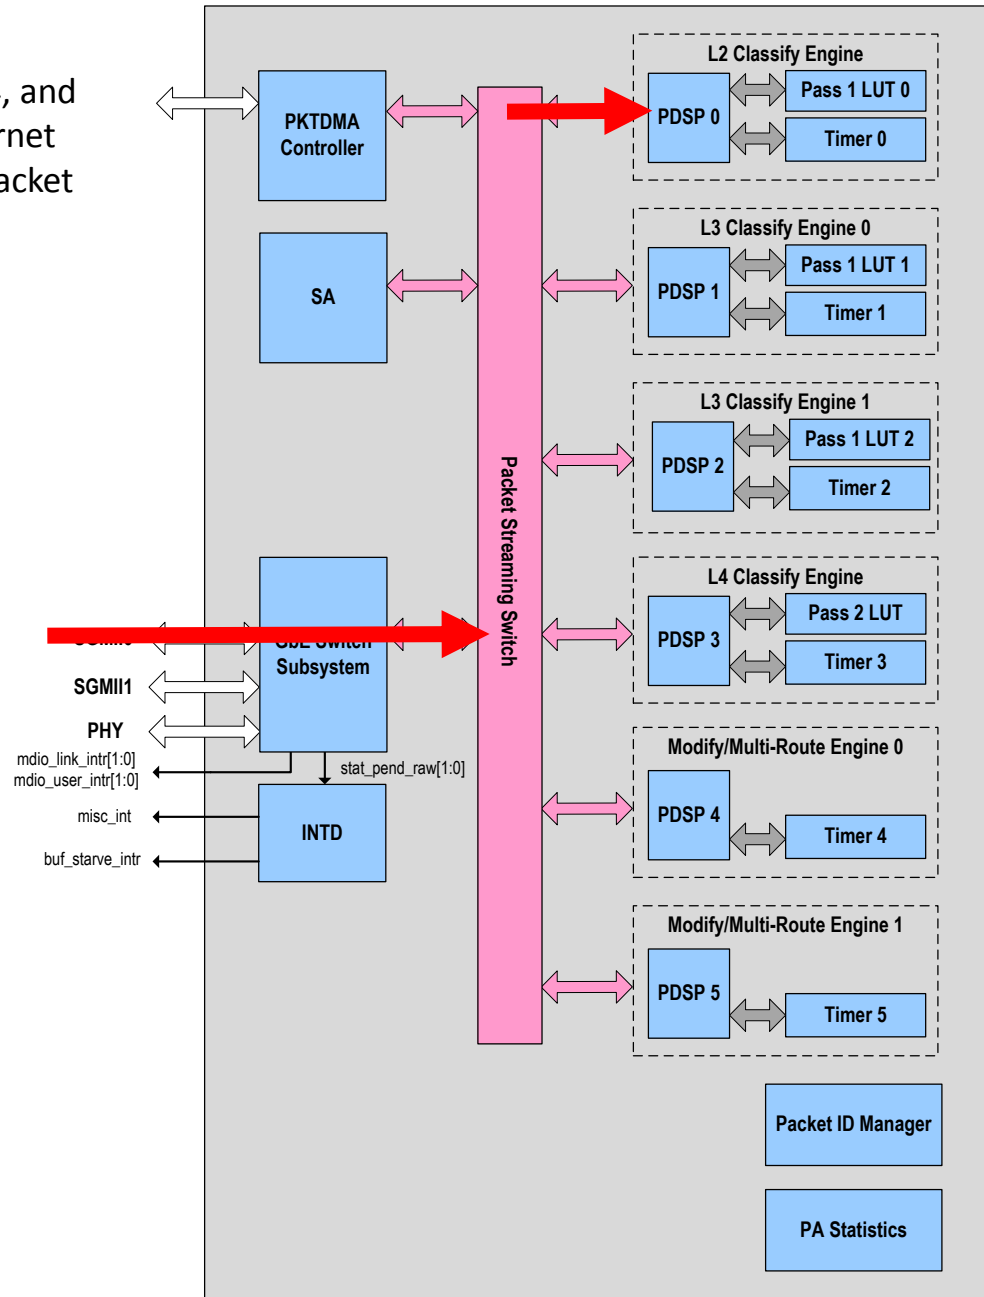 , and
rnet
acket
PKTDMA
Controller
SA
Packet Streaming Switch
Subsystem
SGMII1
PHY
mdio_link_intr[1:0]
mdio_user_intr[1:0]
stat_pend_raw[1:0]
misc_int
INTD
buf_starve_intr
L2 Classify Engine
PDSP 0
Pass 1 LUT 0
Timer 0
L3 Classify Engine 0
PDSP 1
Pass 1 LUT 1
Timer 1
L3 Classify Engine 1
PDSP 2
Pass 1 LUT 2
Timer 2
L4 Classify Engine
PDSP 3
Pass 2 LUT
Timer 3
Modify/Multi-Route Engine 0
PDSP 4
Timer 4
Modify/Multi-Route Engine 1
PDSP 5
Timer 5
Packet ID Manager
PA Statistics